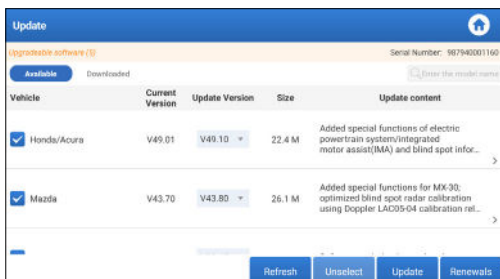 Update
Upgradeable software (5)
Serial Number: 987940001160
Available
Downloaded
Enter the model name
Vehicle
Current Version
Update Version
Size
Update content
Honda/Acura
V49.01
V49.10
22.4 M
Added special functions of electric
powertrain system/integrated
motor assist(IMA) and blind spot infor...
Mazda
V43.70
V43.80
26.1 M
Added special functions for MX-30;
optimized blind spot radar calibration
using Doppler LAC05-04 calibration rel...
Refresh
Unselect
Update
Renewals